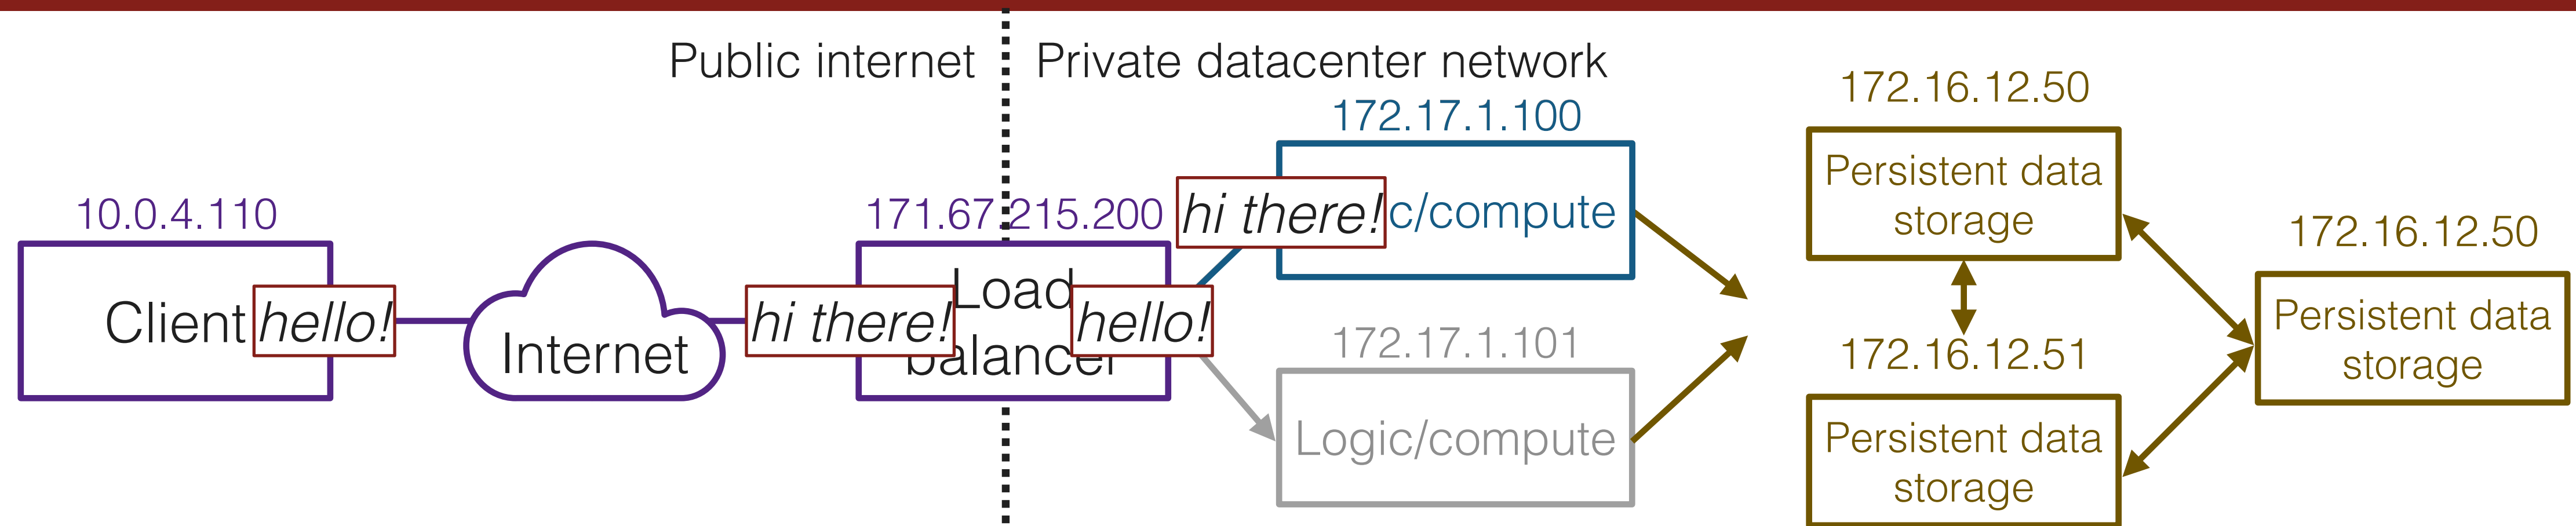 Public internet
Private datacenter network
10.0.4.110
Client
hello!
Internet
171.67.215.200
hi there!
Load
balancer
hello!
172.17.1.100
hi there!
c/compute
172.17.1.101
Logic/compute
172.16.12.50
Persistent data
storage
172.16.12.51
Persistent data
storage
172.16.12.50
Persistent data
storage